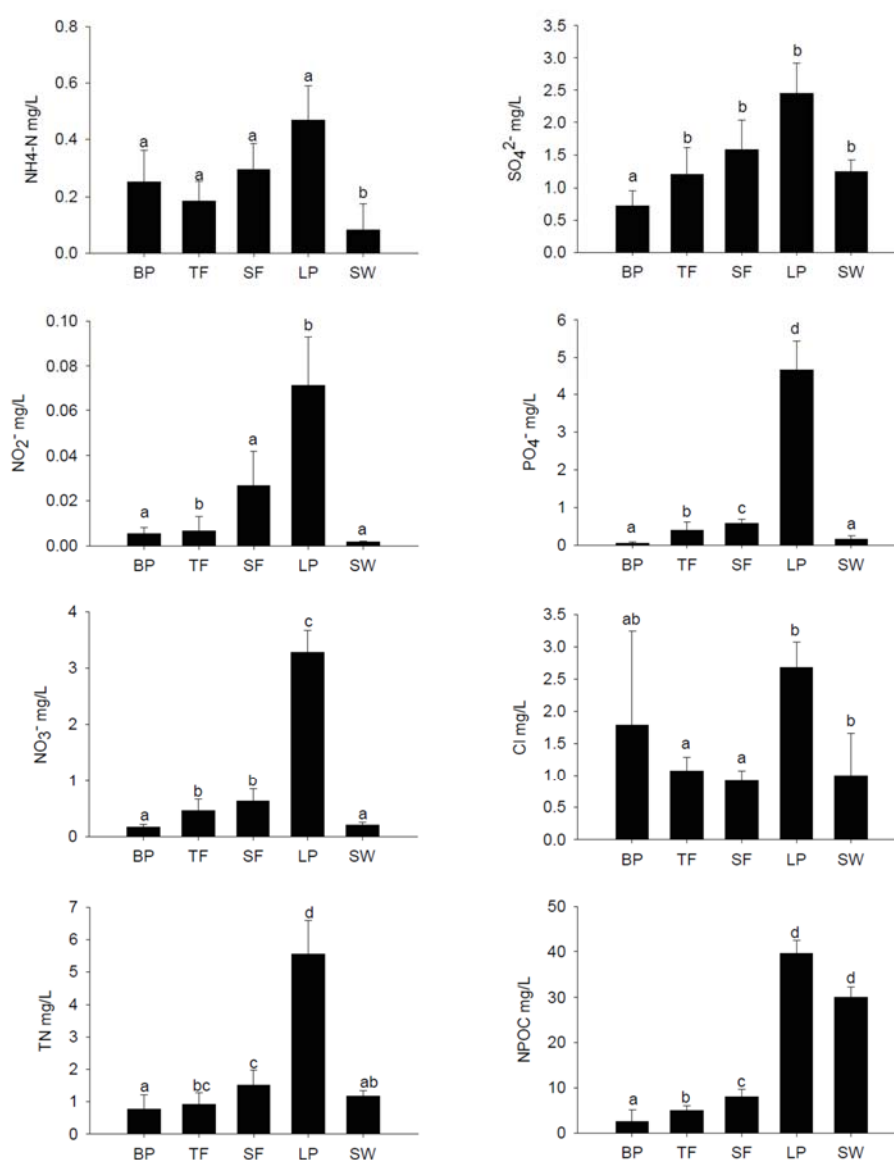 NH4-N mg/L
0.8
0.6
0.4
0.2
0.0
a
a
a
a
b
BP TF SF LP SW
SO₄²⁻ mg/L
3.5
3.0
2.5
2.0
1.5
1.0
0.5
0.0
a
b
b
b
b
BP TF SF LP SW
NO₂⁻ mg/L
0.10
0.08
0.06
0.04
0.02
0.00
a
b
a
b
a
BP TF SF LP SW
PO₄⁻ mg/L
6
5
4
3
2
1
0
a
b
c
d
a
BP TF SF LP SW
NO₃⁻ mg/L
4
3
2
1
0
a
b
b
c
a
BP TF SF LP SW
Cl mg/L
3.5
3.0
2.5
2.0
1.5
1.0
0.5
0.0
ab
a
a
b
b
BP TF SF LP SW
TN mg/L
7
6
5
4
3
2
1
0
a
bc
c
d
ab
BP TF SF LP SW
NPOC mg/L
50
40
30
20
10
0
a
b
c
d
d
BP TF SF LP SW